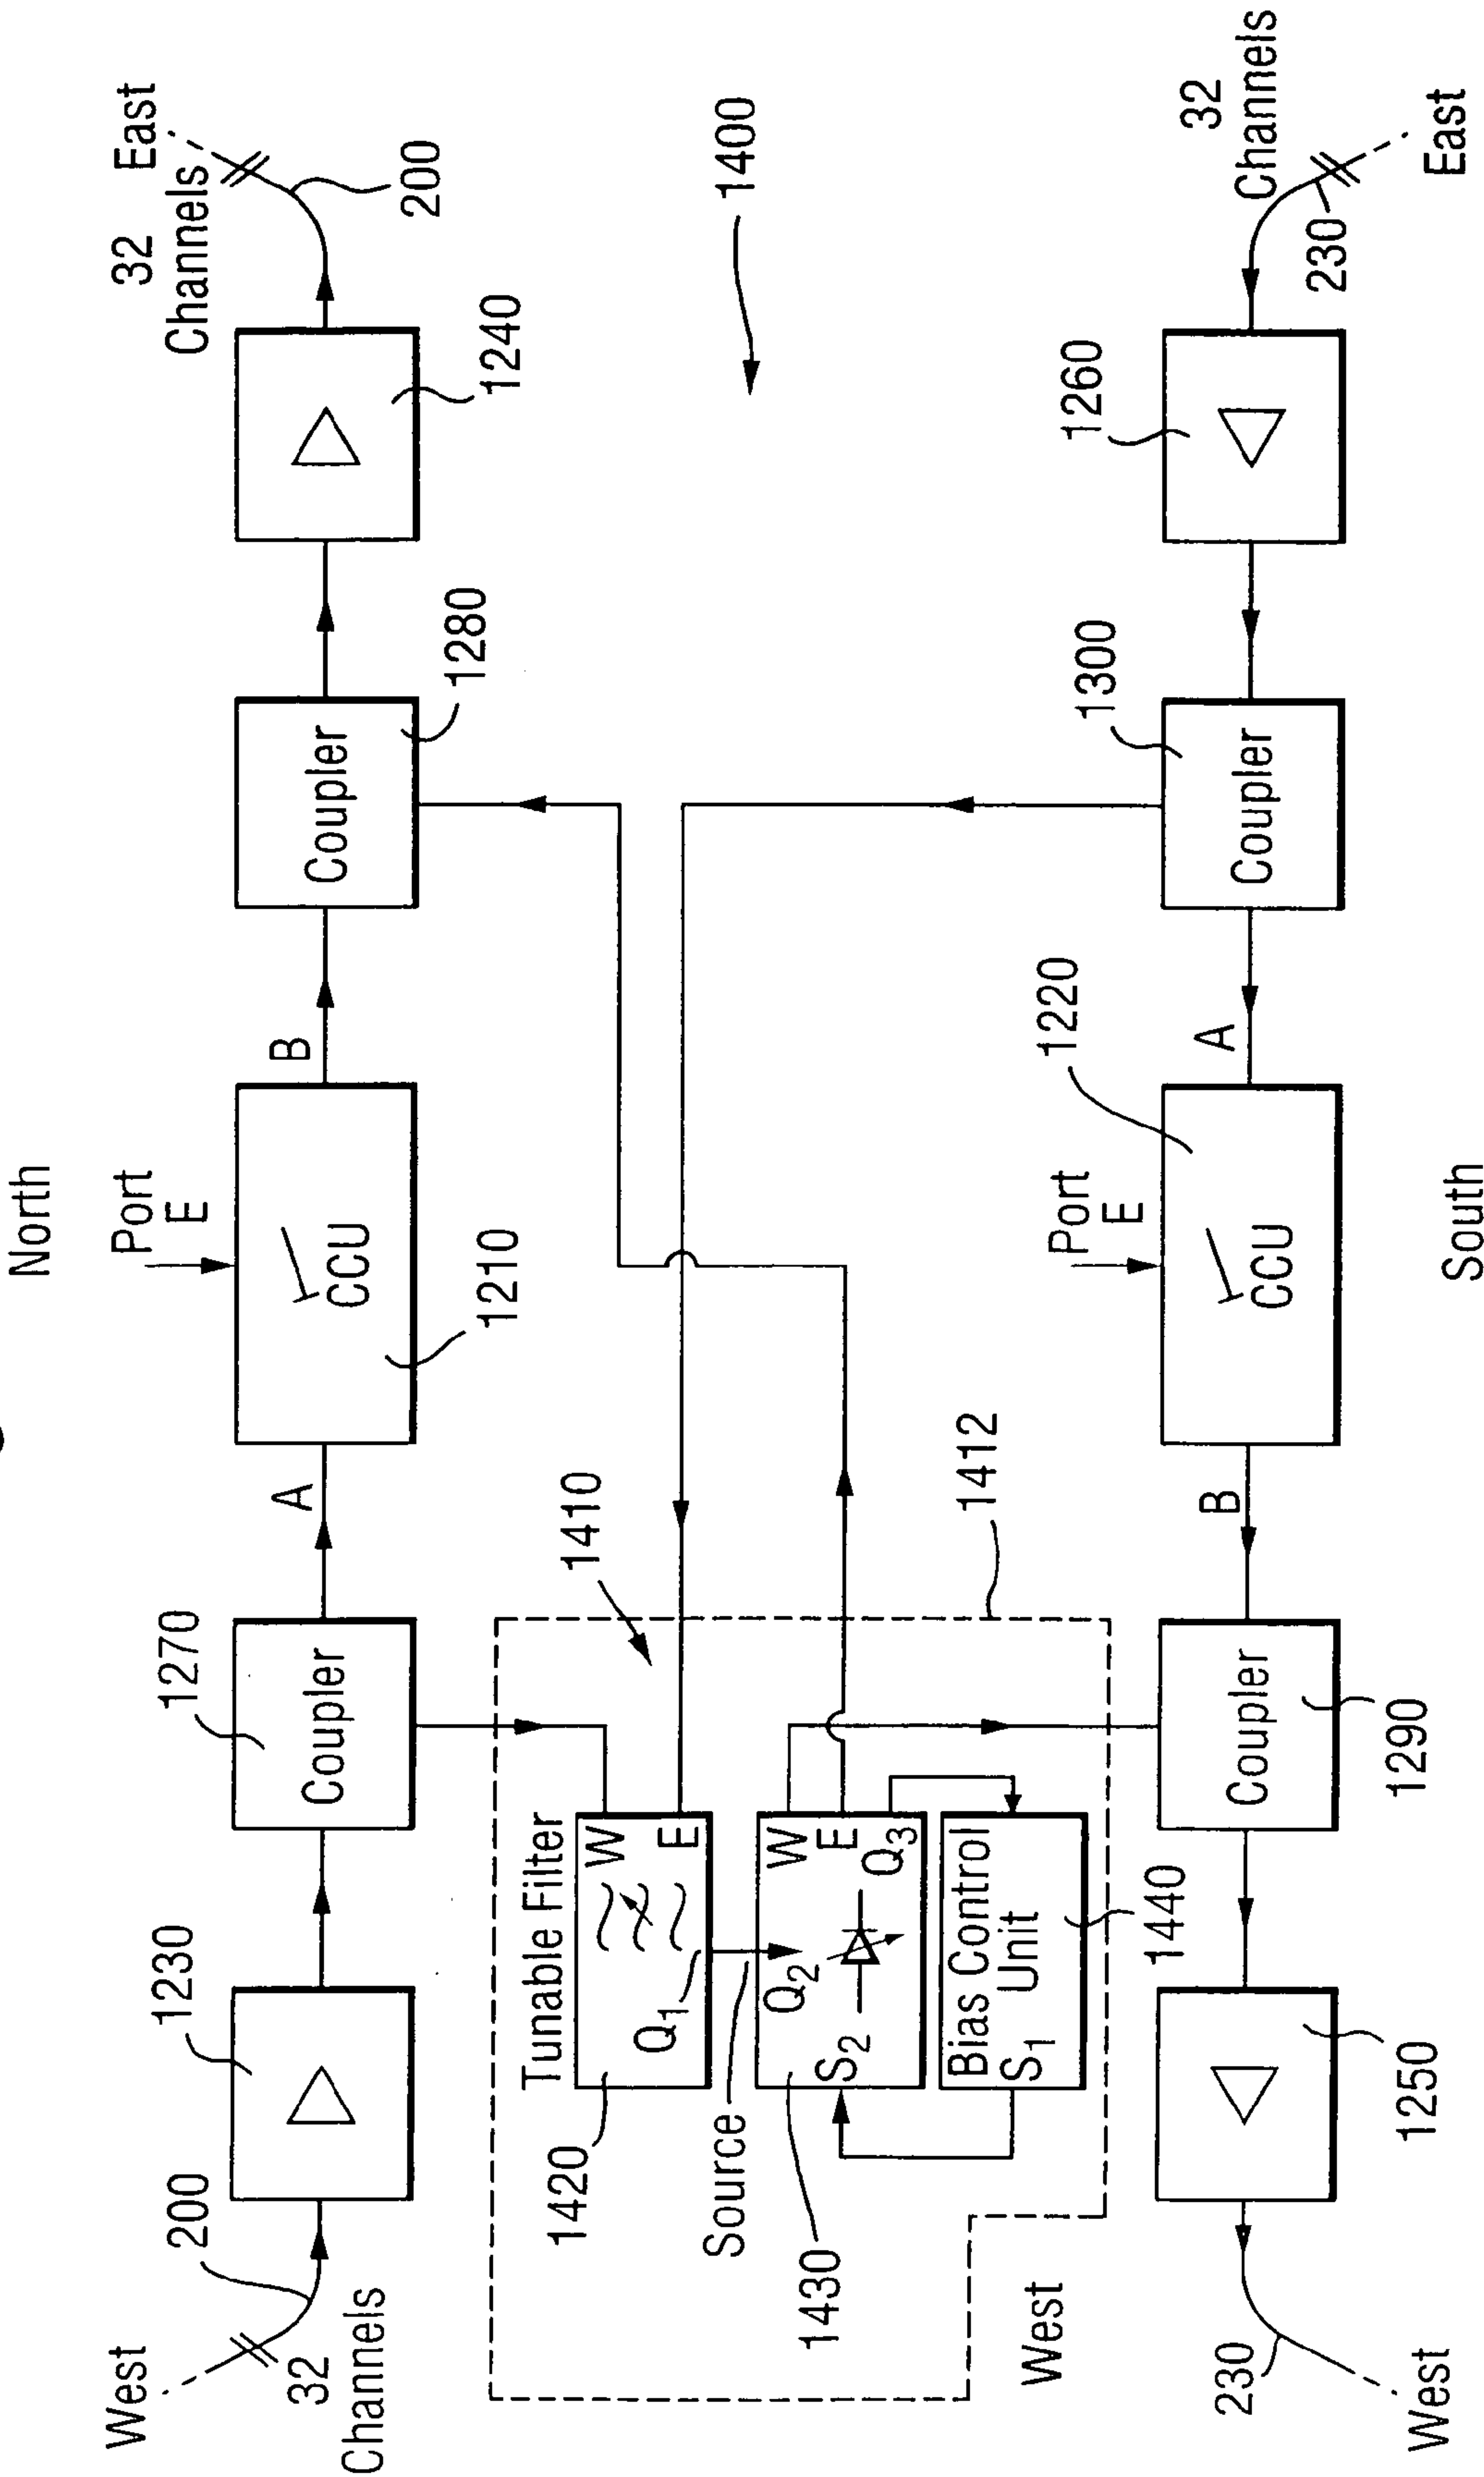 North
South
West
200
32
Channels
1230
1270
Coupler
A
Port
E
CCU
1210
B
Coupler
1280
1240
32
Channels
East
200
1400
1410
1412
Tunable Filter
W
E
Q1
1420
Source
Q2
W
E
Q3
S2
1430
Bias Control
Unit
S1
1440
West
West
230
1250
Coupler
1290
B
Port
E
CCU
1220
A
Coupler
1300
1260
32
Channels
230
East